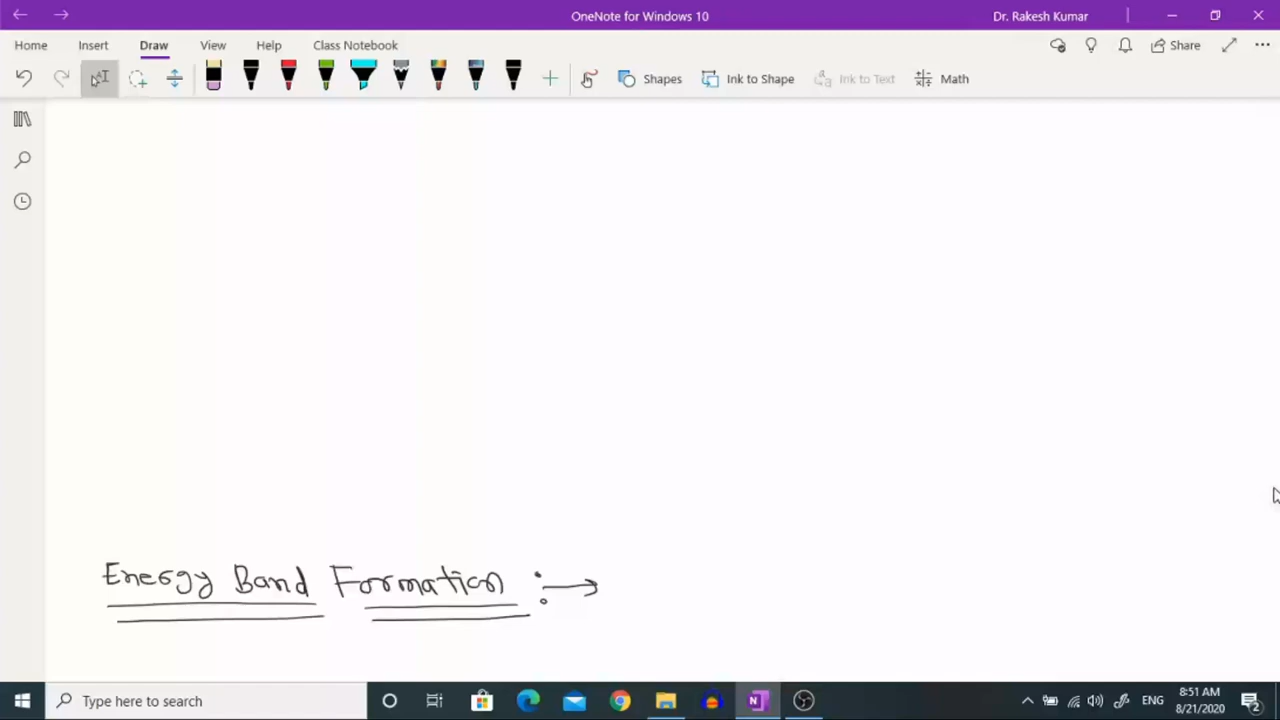 OneNote for Windows 10
Dr. Rakesh Kumar
Home Insert Draw View Help Class Notebook
Share
Shapes Ink to Shape Ink to Text Math
Energy Band Formation :→
Type here to search
ENG
8:51 AM
8/21/2020
2